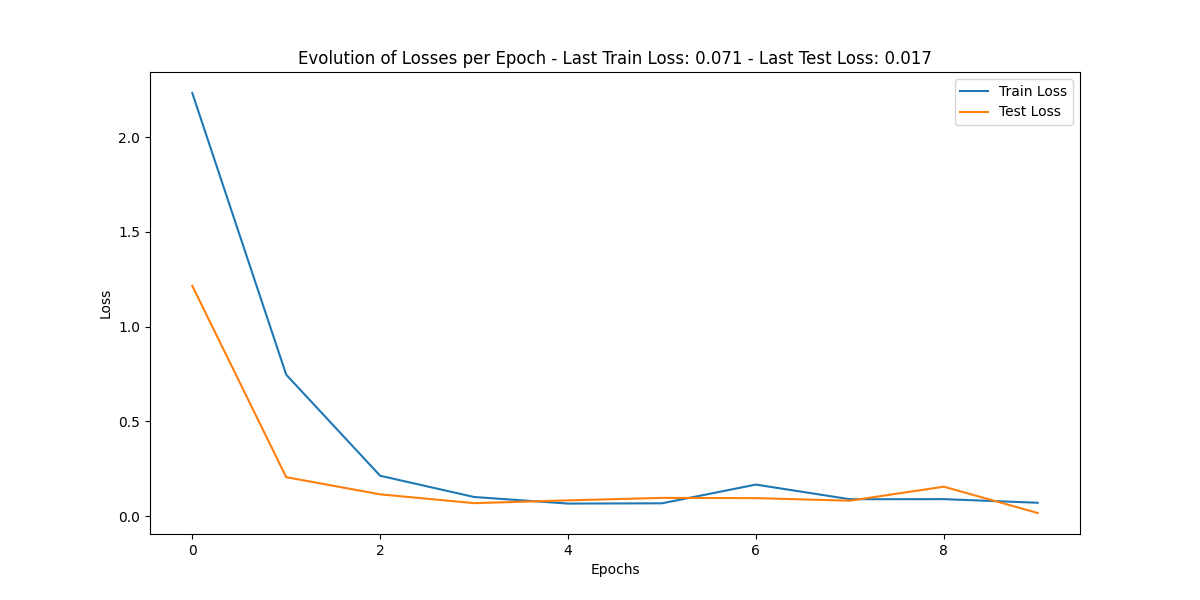 Evolution of Losses per Epoch - Last Train Loss: 0.071 - Last Test Loss: 0.017
Train Loss
Test Loss
2.0
1.5
1.0
0.5
0.0
Loss
0 2 4 6 8
Epochs